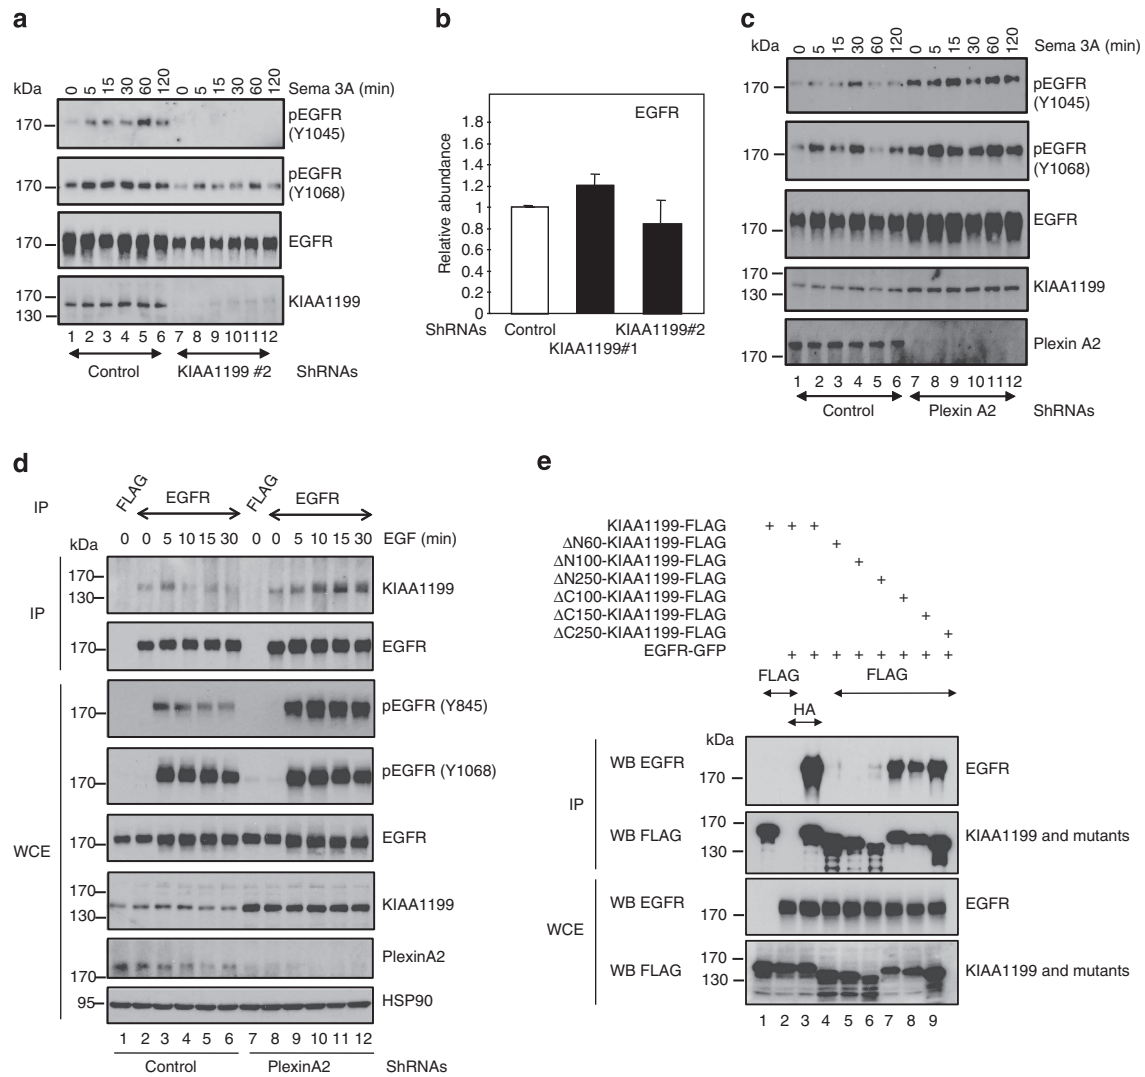 a
kDa
0 5 15 30 60 120 0 5 15 30 60 120 Sema 3A (min)
170 pEGFR (Y1045)
170 pEGFR (Y1068)
170 EGFR
170 KIAA1199
130
1 2 3 4 5 6 7 8 9 10 11 12
Control KIAA1199 #2 ShRNAs
b
EGFR
Relative abundance
1.8
1.6
1.4
1.2
1
0.8
0.6
0.4
0.2
0
ShRNAs Control KIAA1199#2
KIAA1199#1
c
kDa
0 5 15 30 60 120 0 5 15 30 60 120 Sema 3A (min)
170 pEGFR (Y1045)
170 pEGFR (Y1068)
170 EGFR
170 KIAA1199
130
Plexin A2
170
1 2 3 4 5 6 7 8 9 10 11 12
Control Plexin A2 ShRNAs
d
IP FLAG EGFR FLAG EGFR
0 0 5 10 15 30 0 0 5 10 15 30 EGF (min)
kDa
IP
170 KIAA1199
130
170 EGFR
WCE
170 pEGFR (Y845)
170 pEGFR (Y1068)
170 EGFR
170 KIAA1199
130
PlexinA2
170
95 HSP90
1 2 3 4 5 6 7 8 9 10 11 12
Control PlexinA2 ShRNAs
e
KIAA1199-FLAG + + +
ΔN60-KIAA1199-FLAG +
ΔN100-KIAA1199-FLAG +
ΔN250-KIAA1199-FLAG +
ΔC100-KIAA1199-FLAG +
ΔC150-KIAA1199-FLAG +
ΔC250-KIAA1199-FLAG +
EGFR-GFP + + + + + + + +
FLAG FLAG
HA
kDa
IP
WB EGFR 170 EGFR
WB FLAG 170 130 KIAA1199 and mutants
WCE
WB EGFR 170 EGFR
WB FLAG 170 130 KIAA1199 and mutants
1 2 3 4 5 6 7 8 9